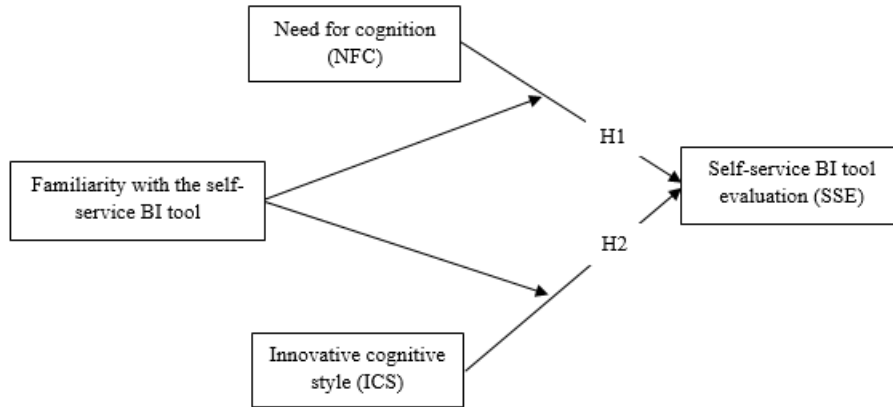 Need for cognition
(NFC)
H1
Familiarity with the self-
service BI tool
Self-service BI tool
evaluation (SSE)
H2
Innovative cognitive
style (ICS)